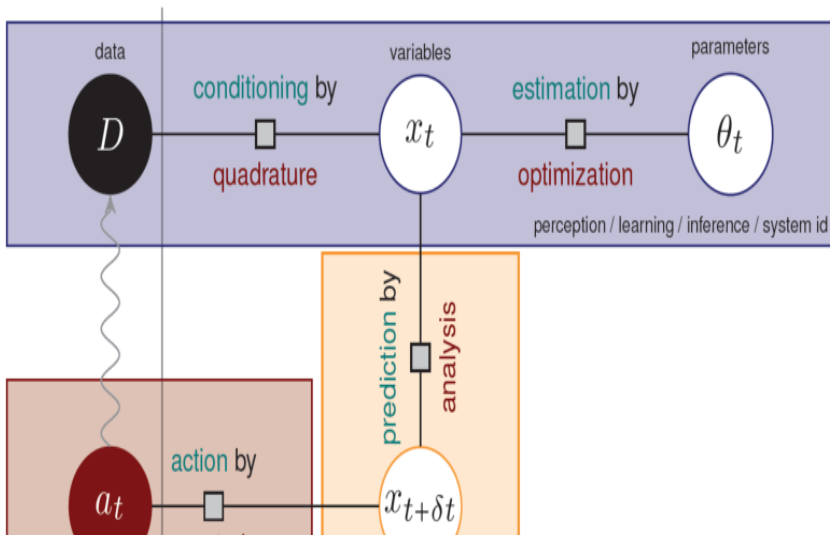 data
variables
parameters
conditioning by
estimation by
D
x_t
θ_t
quadrature
optimization
perception / learning / inference / system id
prediction by
analysis
action by
a_t
x_{t+δt}